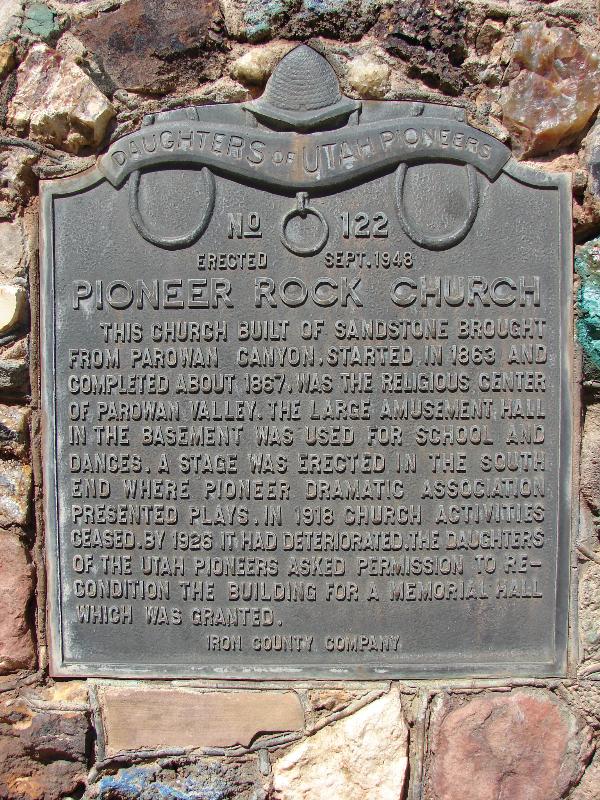 DAUGHTERS OF UTAH PIONEERS
NO 122
ERECTED SEPT. 1948
PIONEER ROCK CHURCH
THIS CHURCH BUILT OF SANDSTONE BROUGHT
FROM PAROWAN CANYON, STARTED IN 1863 AND
COMPLETED ABOUT 1867, WAS THE RELIGIOUS CENTER
OF PAROWAN VALLEY. THE LARGE AMUSEMENT HALL
IN THE BASEMENT WAS USED FOR SCHOOL AND
DANCES. A STAGE WAS ERECTED IN THE SOUTH
END WHERE PIONEER DRAMATIC ASSOCIATION
PRESENTED PLAYS. IN 1918 CHURCH ACTIVITIES
CEASED. BY 1926 IT HAD DETERIORATED. THE DAUGHTERS
OF THE UTAH PIONEERS ASKED PERMISSION TO RE-
CONDITION THE BUILDING FOR A MEMORIAL HALL
WHICH WAS GRANTED.
IRON COUNTY COMPANY